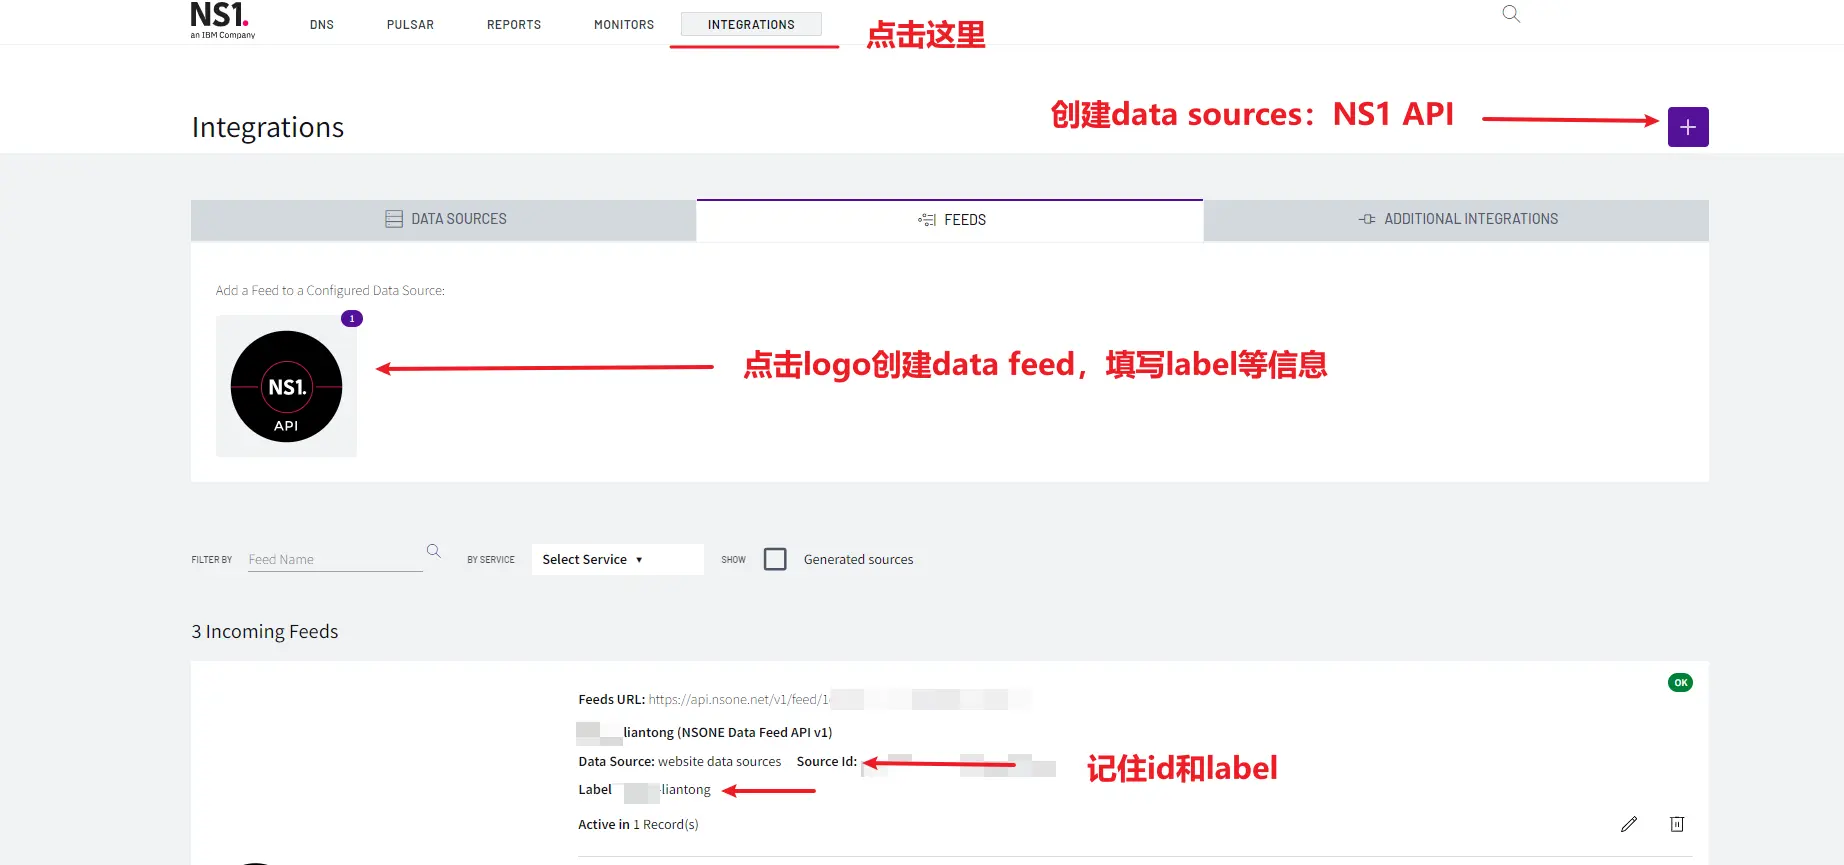 NS1.
an IBM Company
DNS PULSAR REPORTS MONITORS INTEGRATIONS
点击这里
Integrations
创建data sources：NS1 API
DATA SOURCES FEEDS ADDITIONAL INTEGRATIONS
Add a Feed to a Configured Data Source:
1
NS1.
API
点击logo创建data feed，填写label等信息
FILTER BY Feed Name BY SERVICE Select Service SHOW Generated sources
3 Incoming Feeds
OK
Feeds URL: https://api.nsone.net/v1/feed/1
liantong (NSONE Data Feed API v1)
Data Source: website data sources Source Id:
记住id和label
Label -liantong
Active in 1 Record(s)